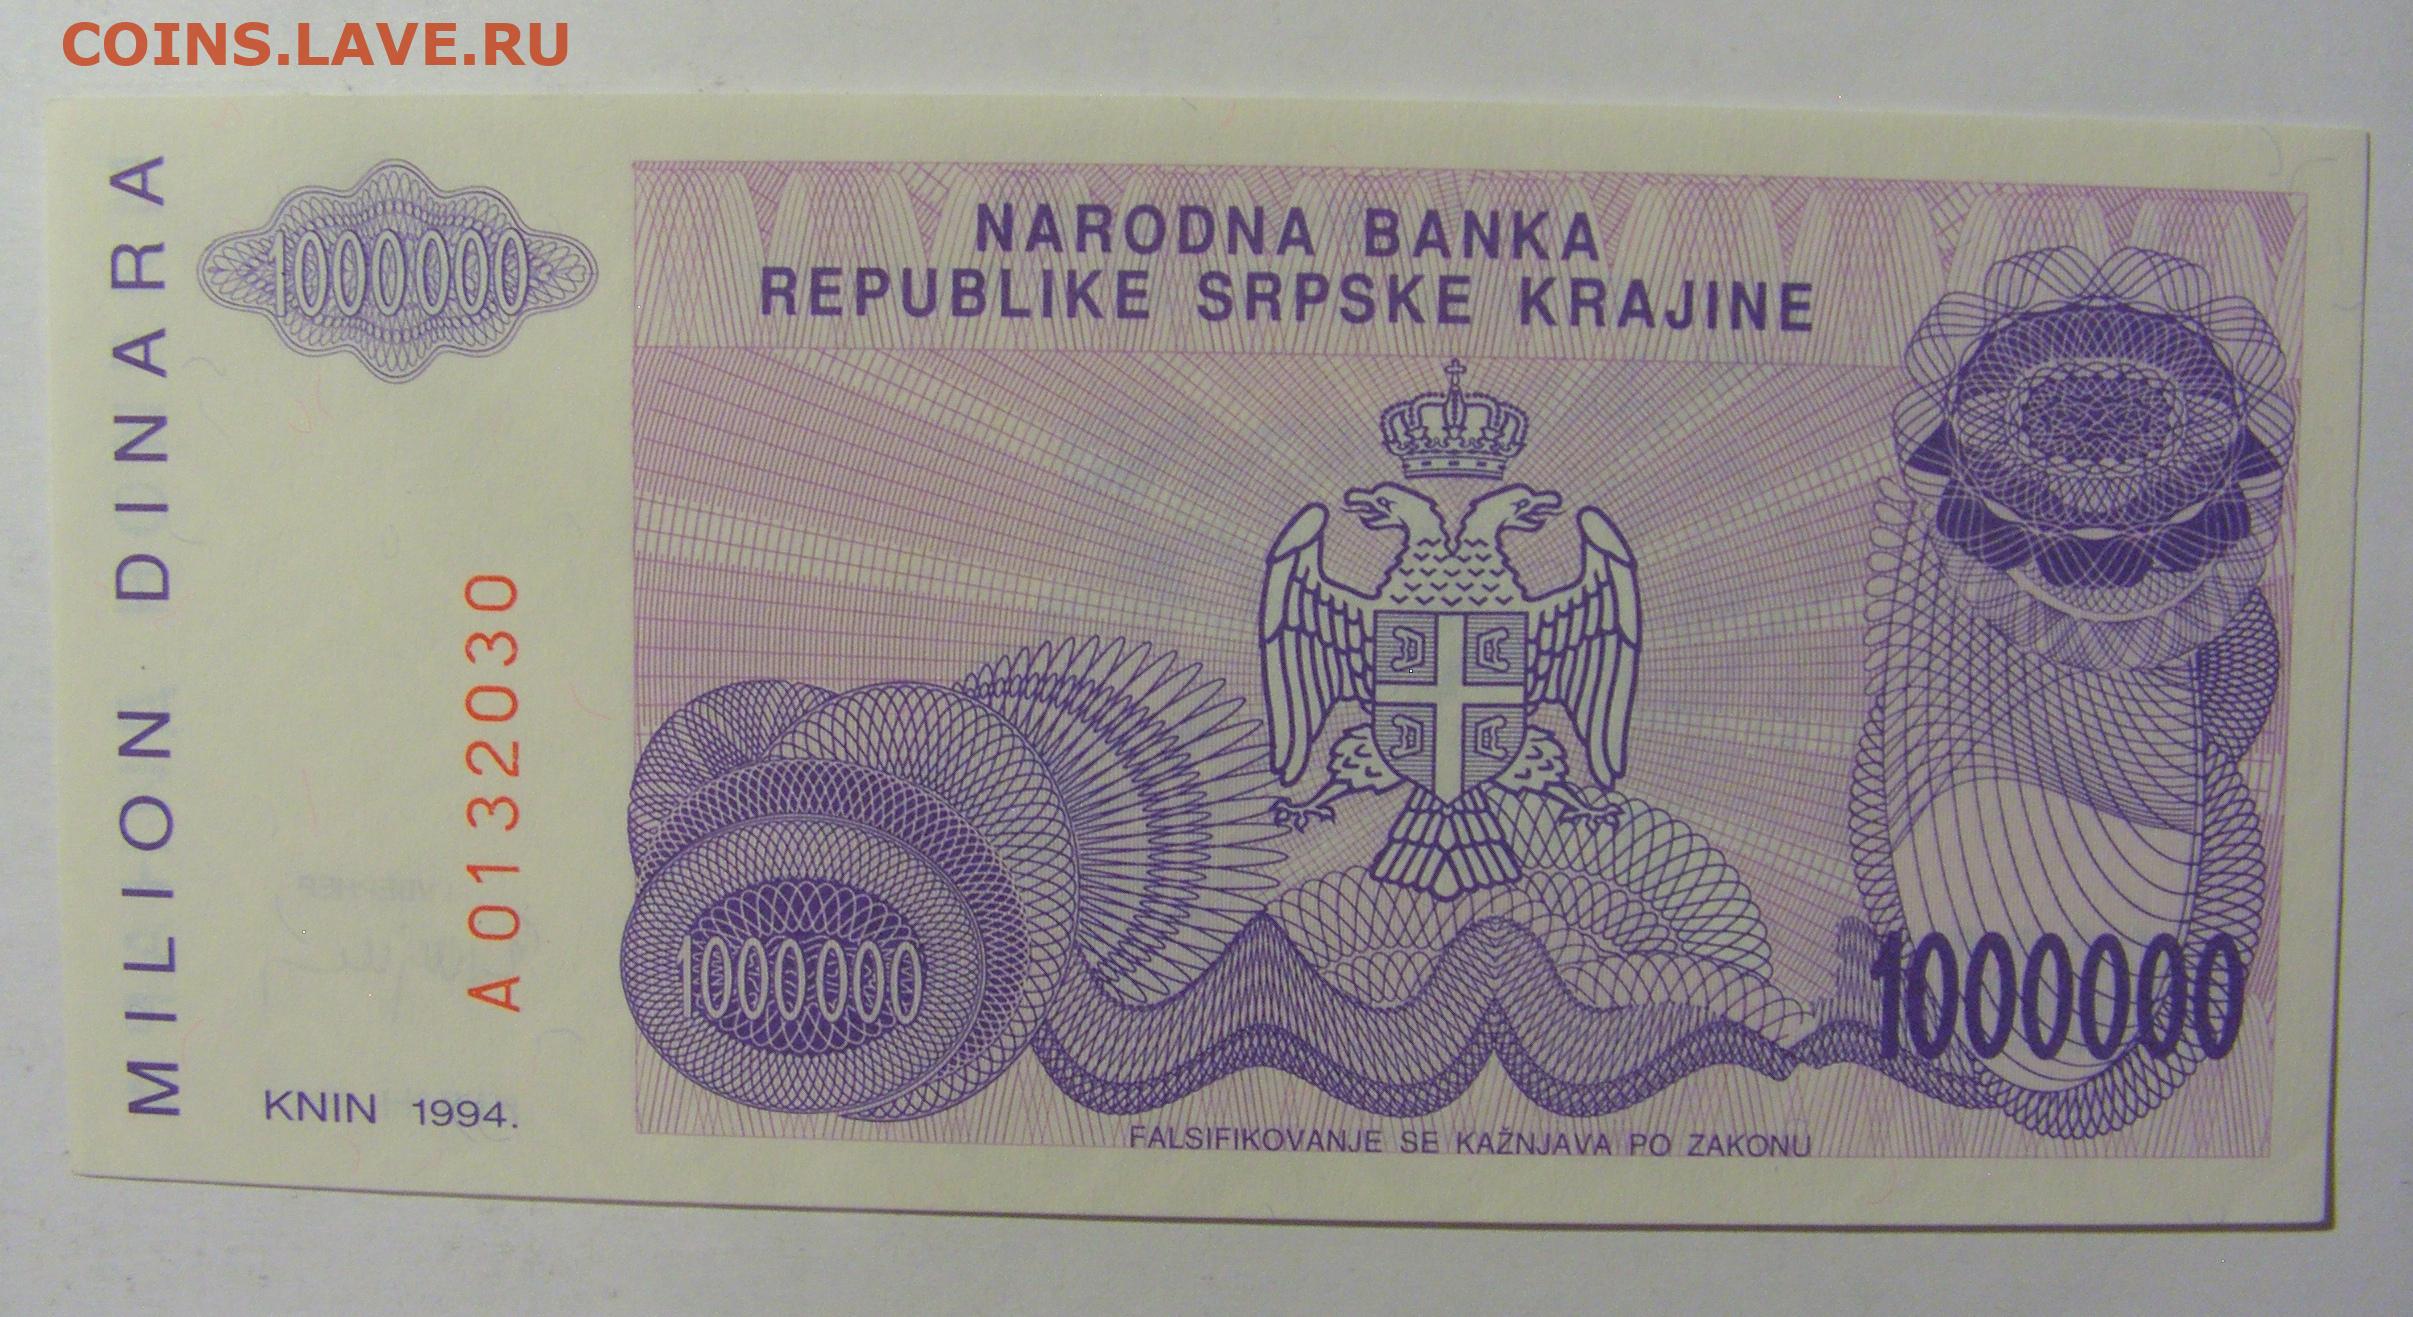 COINS.LAVE.RU
MILION DINARA
1000000
A 0132030
KNIN 1994.
NARODNA BANKA
REPUBLIKE SRPSKE KRAJINE
1000000
1000000
FALSIFIKOVANJE SE KAŽNJAVA PO ZAKONU